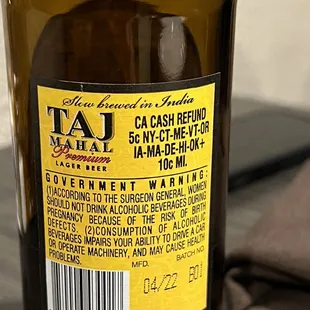 Slow brewed in India
TAJ
MAHAL
Premium
LAGER BEER
CA CASH REFUND
5c NY-CT-ME-VT-OR
IA-MA-DE-HI-OK+
10c MI.
GOVERNMENT WARNING:
(1)ACCORDING TO THE SURGEON GENERAL, WOMEN
SHOULD NOT DRINK ALCOHOLIC BEVERAGES DURING
PREGNANCY BECAUSE OF THE RISK OF BIRTH
DEFECTS. (2)CONSUMPTION OF ALCOHOLIC
BEVERAGES IMPAIRS YOUR ABILITY TO DRIVE A CAR
OR OPERATE MACHINERY, AND MAY CAUSE HEALTH
PROBLEMS.
MFD. BATCH NO.
04/22 B01